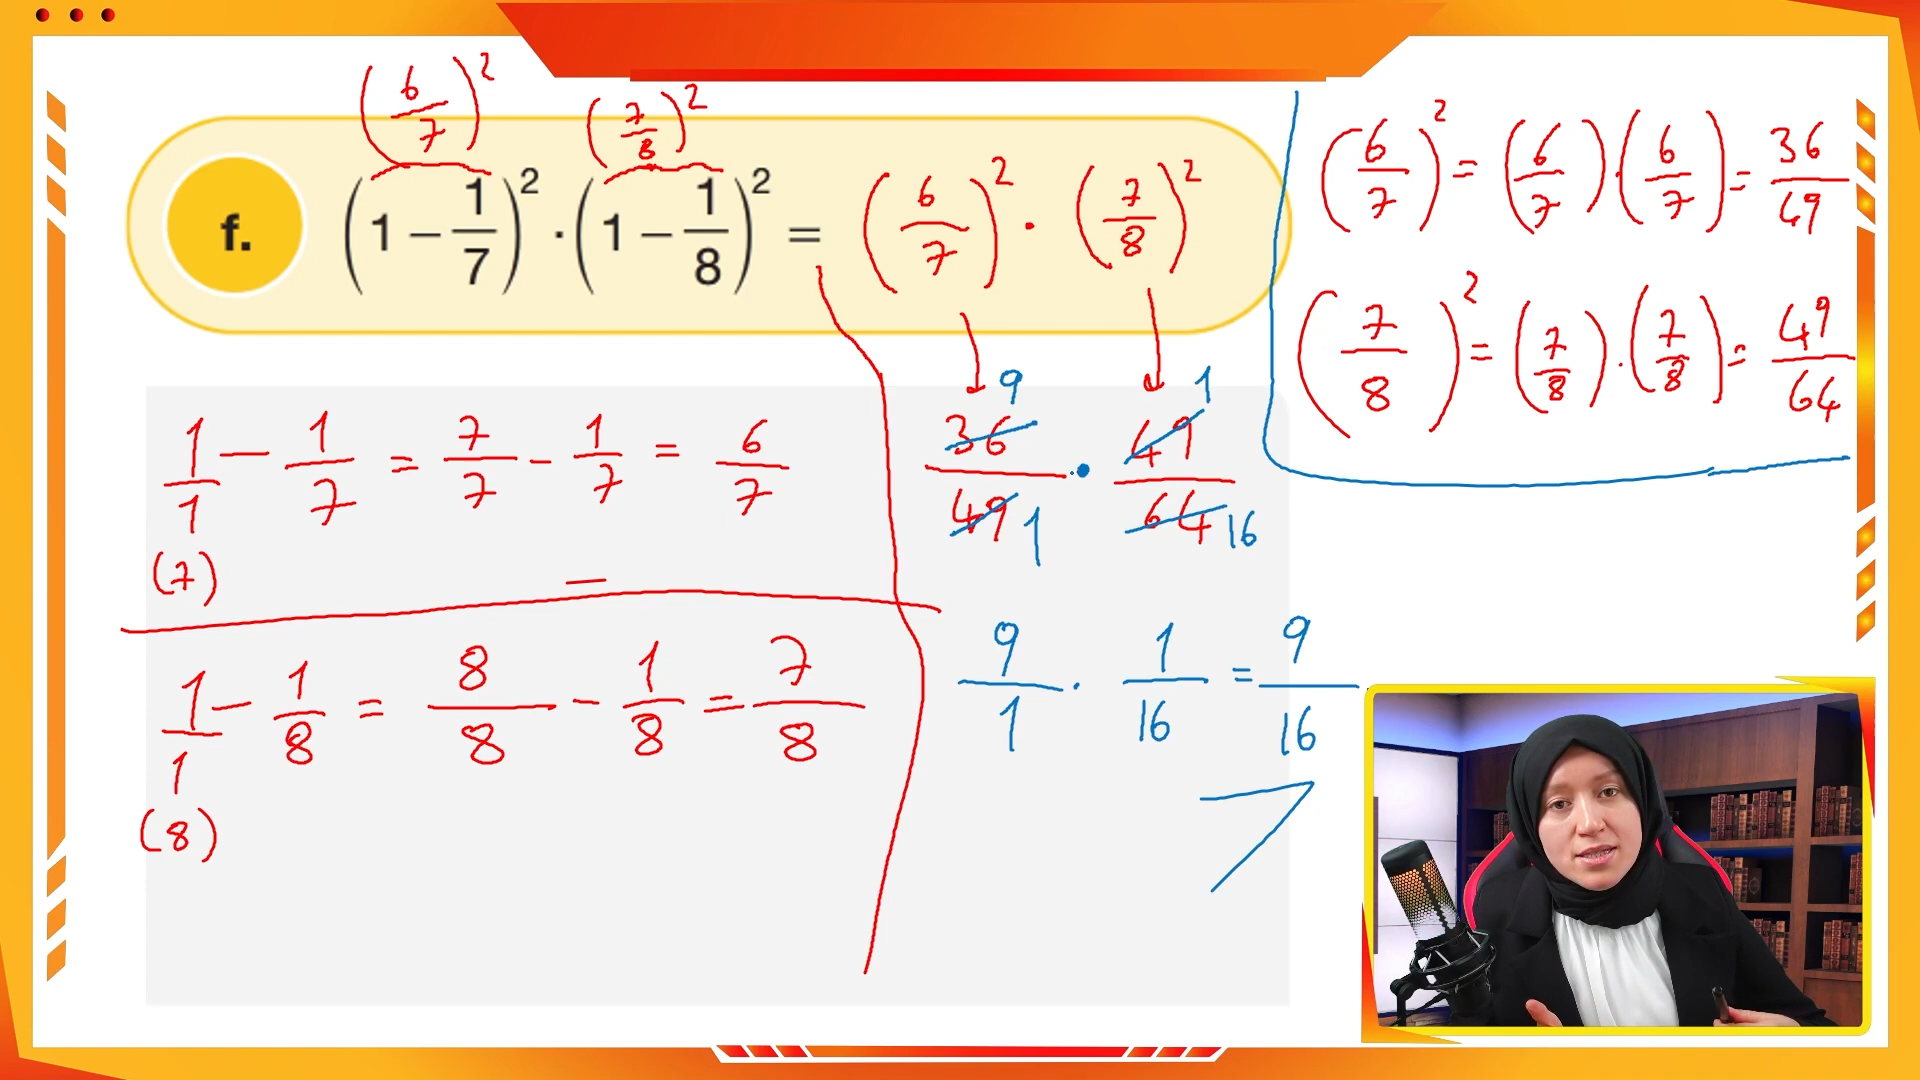 (6/7)² (7/8)²
f. (1 − 1/7)² · (1 − 1/8)² = (6/7)² · (7/8)²
(6/7)² = (6/7)·(6/7) = 36/49
(7/8)² = (7/8)·(7/8) = 49/64
1/1 − 1/7 = 7/7 − 1/7 = 6/7
(7)
1/1 − 1/8 = 8/8 − 1/8 = 7/8
(8)
9 1
36/49 · 49/64
1 16
9/1 · 1/16 = 9/16